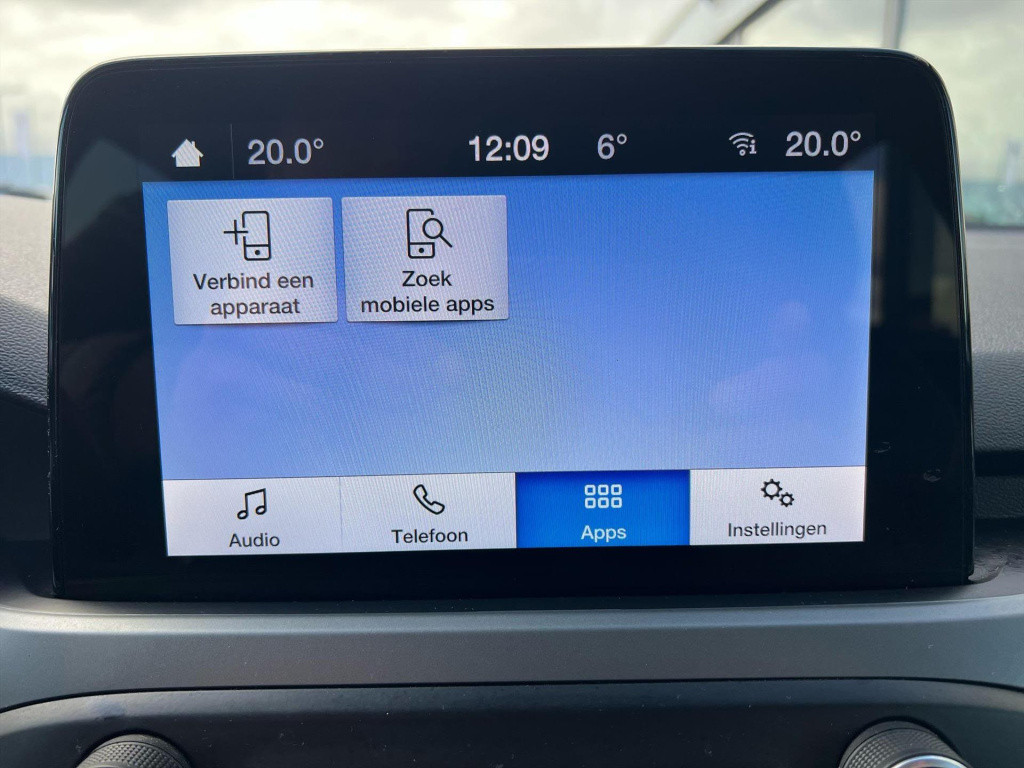 20.0° 12:09 6° 20.0°
Verbind een
apparaat
Zoek
mobiele apps
Audio Telefoon Apps Instellingen